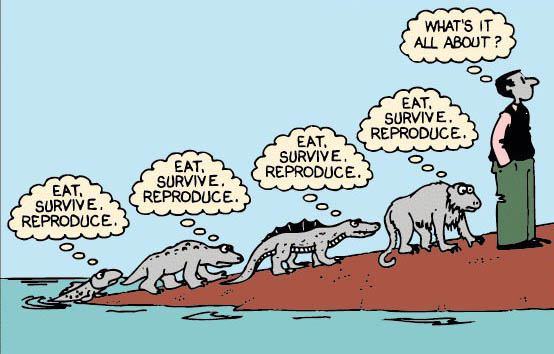 EAT,
SURVIVE,
REPRODUCE.
EAT,
SURVIVE,
REPRODUCE.
EAT,
SURVIVE,
REPRODUCE.
EAT,
SURVIVE,
REPRODUCE.
WHAT'S IT
ALL ABOUT?